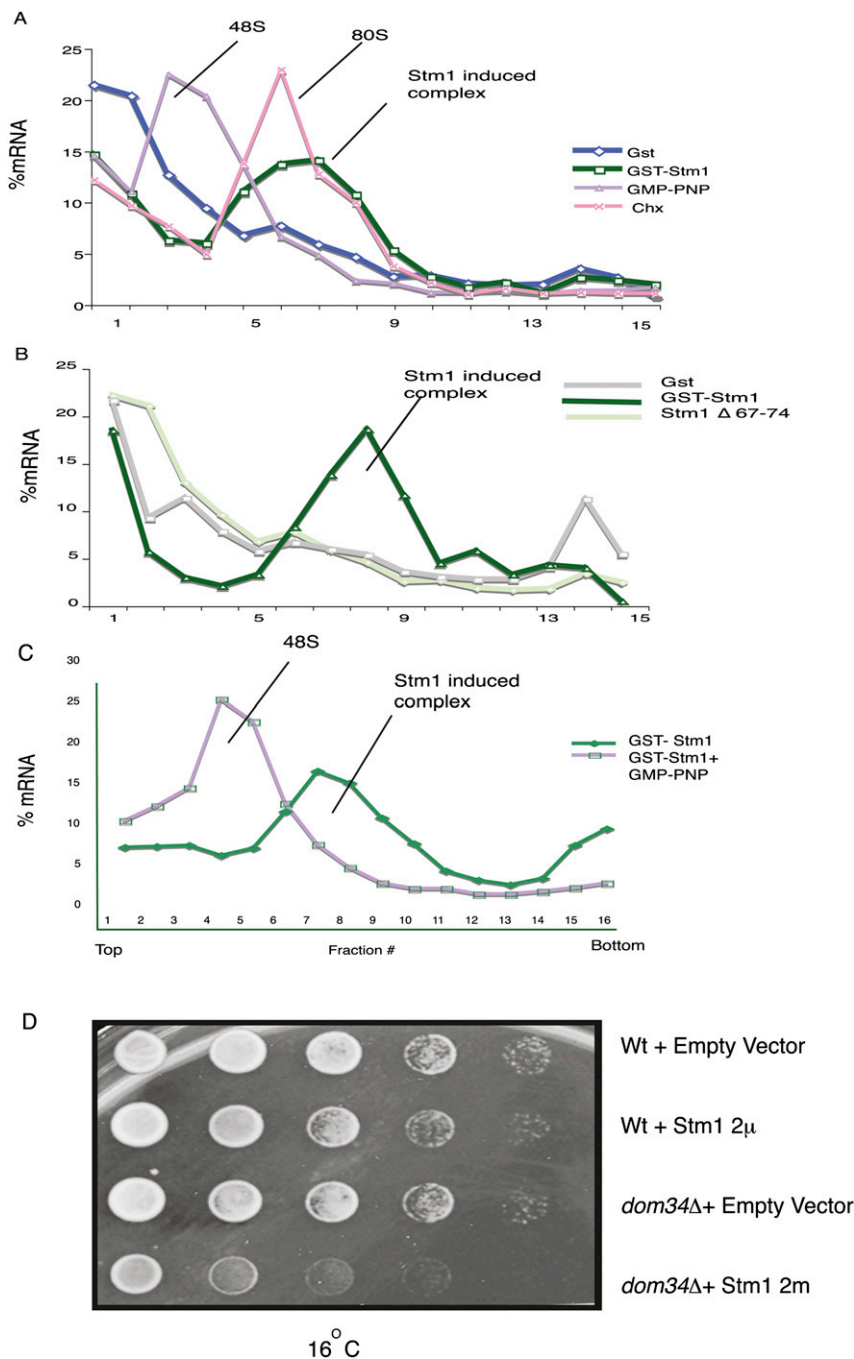 A
48S
80S
Stm1 induced
complex
25
20
15
10
5
0
%mRNA
Gst
GST-Stm1
GMP-PNP
Chx
1 5 9 13 15
B
Stm1 induced
complex
Gst
GST-Stm1
Stm1 Δ 67-74
25
20
15
10
5
0
%mRNA
1 5 9 13 15
C
48S
Stm1 induced
complex
30
25
20
15
10
5
0
% mRNA
GST- Stm1
GST-Stm1+
GMP-PNP
1 2 3 4 5 6 7 8 9 10 11 12 13 14 15 16
Top Fraction # Bottom
D
Wt + Empty Vector
Wt + Stm1 2μ
dom34Δ+ Empty Vector
dom34Δ+ Stm1 2m
16° C